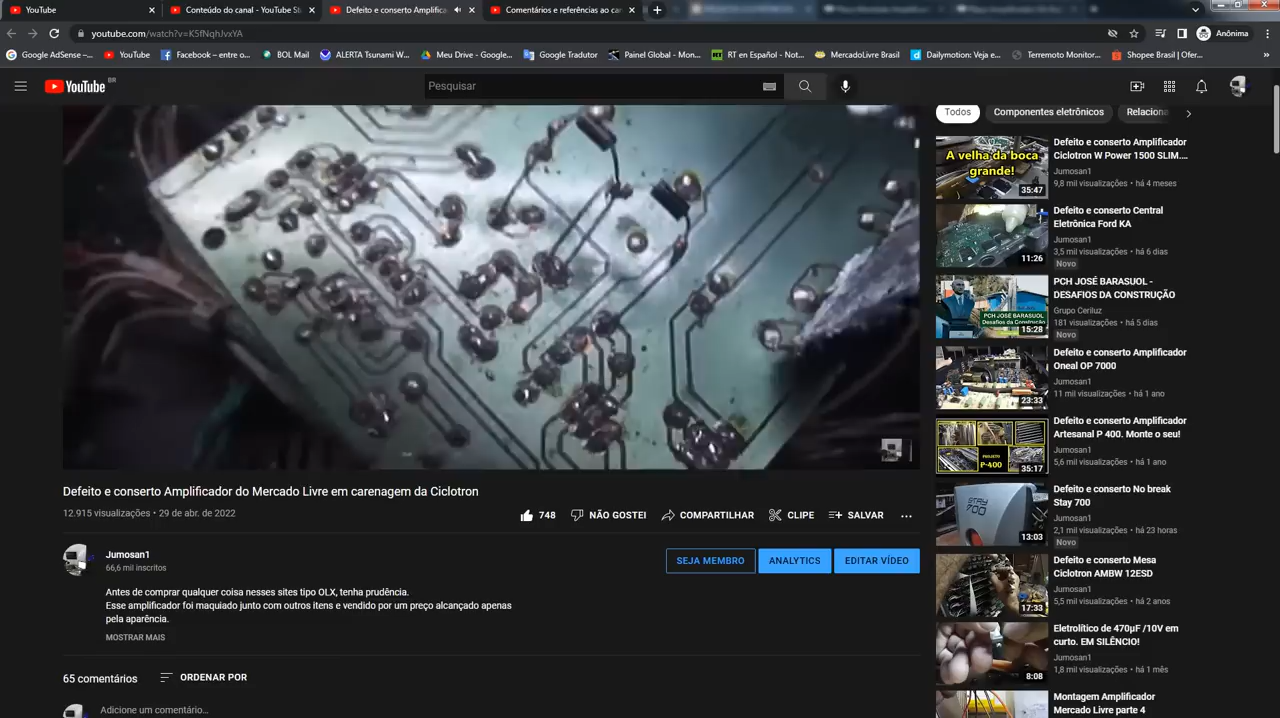 YouTube
Conteúdo do canal - YouTube St
Defeito e conserto Amplific
Comentários e referências ao ca
youtube.com/watch?v=K5fNqhJvxYA
Anônima
Google AdSense –...
YouTube
Facebook – entre o...
BOL Mail
ALERTA Tsunami W...
Meu Drive - Google...
Google Tradutor
Painel Global - Mon...
RT en Español - Not...
MercadoLivre Brasil
Dailymotion: Veja e...
Terremoto Monitor...
Shopee Brasil | Ofer...
YouTube BR
Pesquisar
Todos
Componentes eletrônicos
Relaciona
A velha da boca
grande!
35:47
Defeito e conserto Amplificador
Ciclotron W Power 1500 SLIM....
Jumosan1
9,8 mil visualizações • há 4 meses
11:26
Defeito e conserto Central
Eletrônica Ford KA
Jumosan1
3,5 mil visualizações • há 6 dias
Novo
PCH JOSÉ BARASUOL
Desafios da Construção
15:28
PCH JOSÉ BARASUOL -
DESAFIOS DA CONSTRUÇÃO
Grupo Ceriluz
181 visualizações • há 5 dias
Novo
23:33
Defeito e conserto Amplificador
Oneal OP 7000
Jumosan1
11 mil visualizações • há 1 ano
PROJETO
P-400
35:17
Defeito e conserto Amplificador
Artesanal P 400. Monte o seu!
Jumosan1
5,6 mil visualizações • há 1 ano
STAY
700
13:03
Defeito e conserto No break
Stay 700
Jumosan1
2,1 mil visualizações • há 23 horas
Novo
17:33
Defeito e conserto Mesa
Ciclotron AMBW 12ESD
Jumosan1
5,5 mil visualizações • há 2 anos
8:08
Eletrolítico de 470µF /10V em
curto. EM SILÊNCIO!
Jumosan1
1,8 mil visualizações • há 1 mês
Montagem Amplificador
Mercado Livre parte 4
Defeito e conserto Amplificador do Mercado Livre em carenagem da Ciclotron
12.915 visualizações • 29 de abr. de 2022
748
NÃO GOSTEI
COMPARTILHAR
CLIPE
SALVAR
Jumosan1
66,6 mil inscritos
SEJA MEMBRO
ANALYTICS
EDITAR VÍDEO
Antes de comprar qualquer coisa nesses sites tipo OLX, tenha prudência.
Esse amplificador foi maquiado junto com outros itens e vendido por um preço alcançado apenas
pela aparência.
MOSTRAR MAIS
65 comentários
ORDENAR POR
Adicione um comentário...